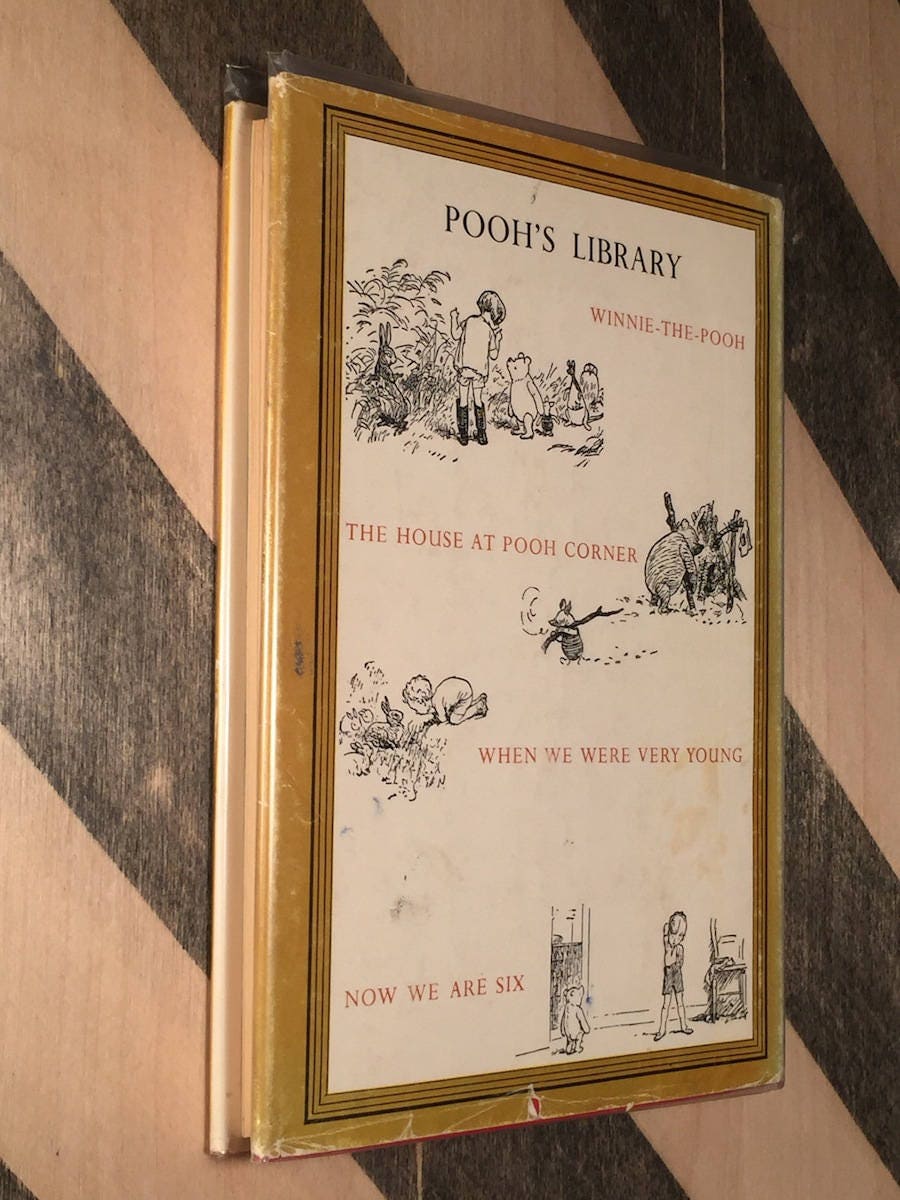 POOH'S LIBRARY
WINNIE-THE-POOH
THE HOUSE AT POOH CORNER
WHEN WE WERE VERY YOUNG
NOW WE ARE SIX